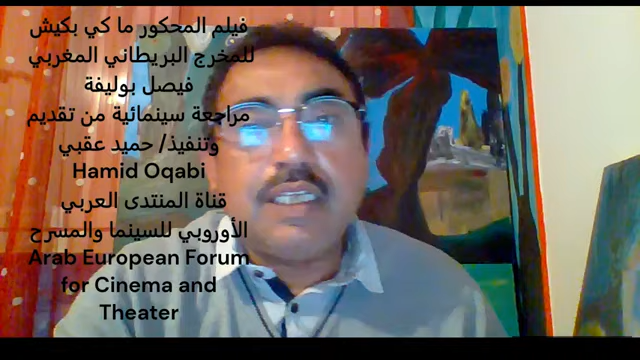 فيلم المحكور ما كي بكيش
للمخرج البريطاني المغربي
فيصل بوليفة
مراجعة سينمائية من تقديم
وتنفيذ/ حميد عقبي
Hamid Oqabi
قناة المنتدى العربي
الأوروبي للسينما والمسرح
Arab European Forum
for Cinema and
Theater